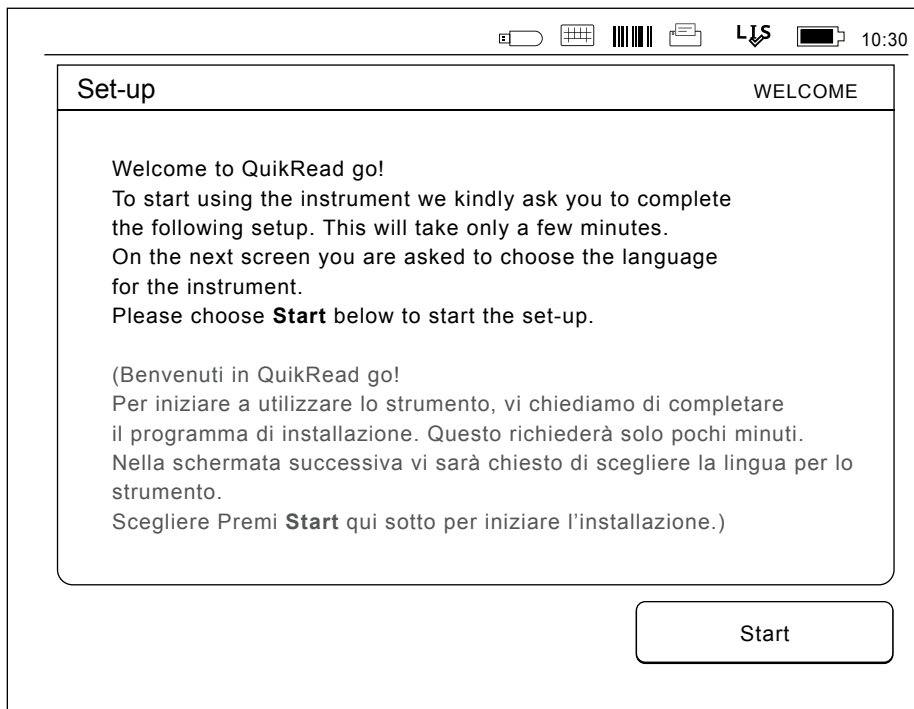 LIS 10:30
Set-up WELCOME
Welcome to QuikRead go!
To start using the instrument we kindly ask you to complete
the following setup. This will take only a few minutes.
On the next screen you are asked to choose the language
for the instrument.
Please choose Start below to start the set-up.
(Benvenuti in QuikRead go!
Per iniziare a utilizzare lo strumento, vi chiediamo di completare
il programma di installazione. Questo richiederà solo pochi minuti.
Nella schermata successiva vi sarà chiesto di scegliere la lingua per lo
strumento.
Scegliere Premi Start qui sotto per iniziare l’installazione.)
Start